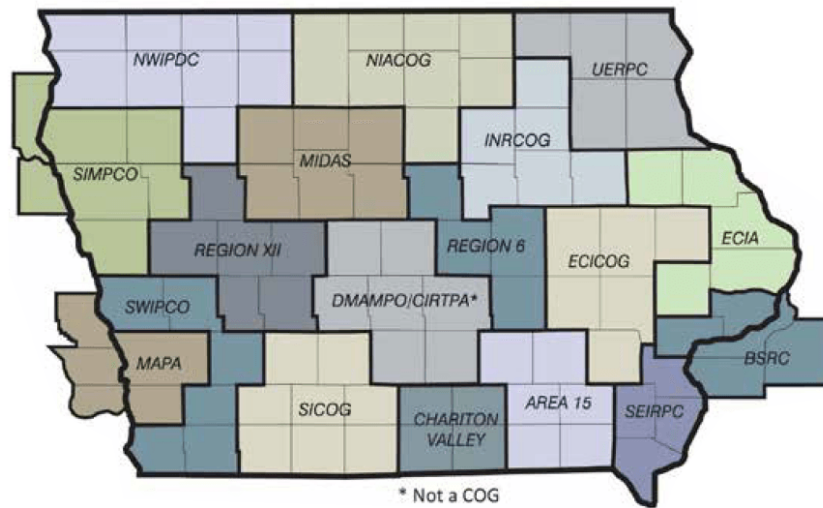 NWIPDC
NIACOG
UERPC
INRCOG
MIDAS
SIMPCO
ECIA
REGION XII
REGION 6
ECICOG
SWIPCO
DMAMPO/CIRTPA*
MAPA
BSRC
SICOG
CHARITON
VALLEY
AREA 15
SEIRPC
* Not a COG